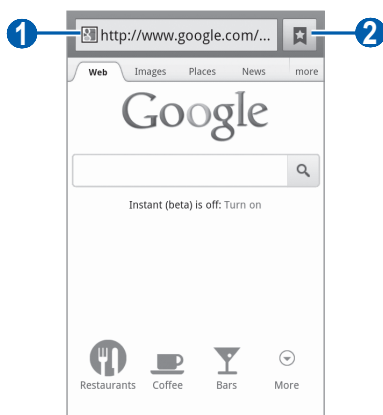 1
http://www.google.com/...
2
Web Images Places News more
Google
Instant (beta) is off: Turn on
Restaurants Coffee Bars More